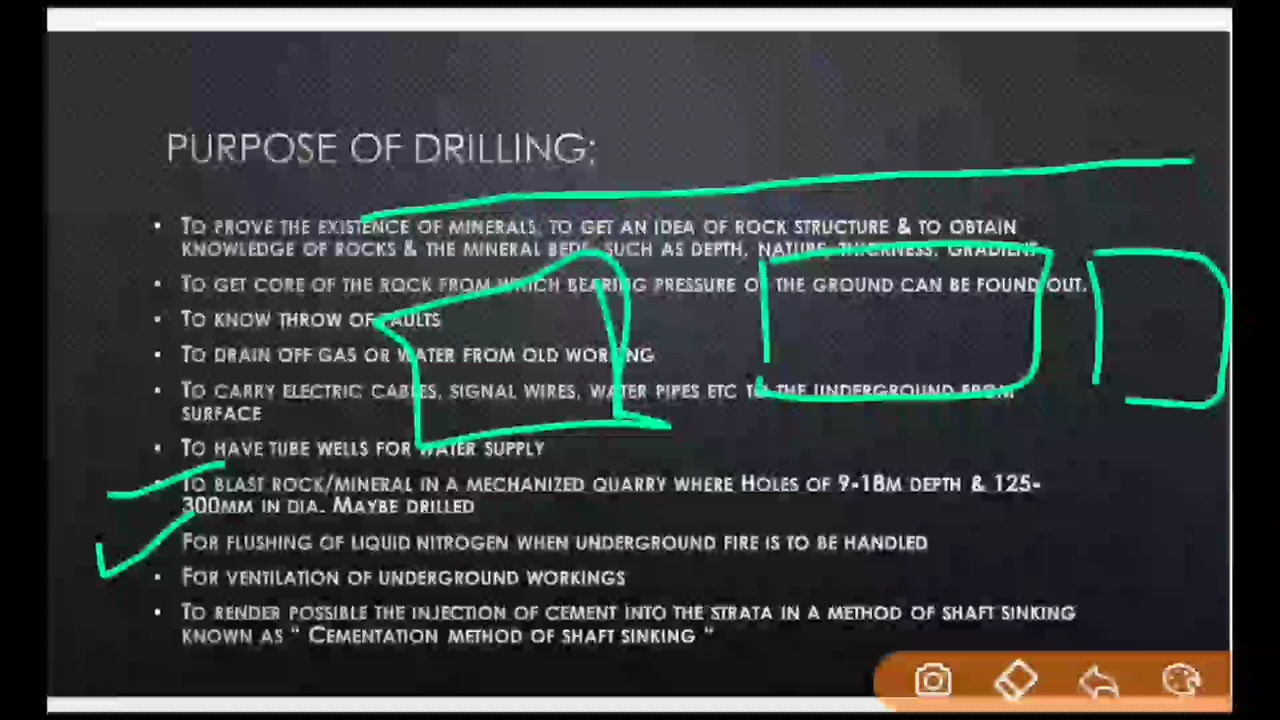 PURPOSE OF DRILLING:
• TO PROVE THE EXISTENCE OF MINERALS, TO GET AN IDEA OF ROCK STRUCTURE & TO OBTAIN
KNOWLEDGE OF ROCKS & THE MINERAL BEDS, SUCH AS DEPTH, NATURE, THICKNESS, GRADIENT
• TO GET CORE OF THE ROCK FROM WHICH BEARING PRESSURE OF THE GROUND CAN BE FOUND OUT.
• TO KNOW THROW OF FAULTS
• TO DRAIN OFF GAS OR WATER FROM OLD WORKING
• TO CARRY ELECTRIC CABLES, SIGNAL WIRES, WATER PIPES ETC TO THE UNDERGROUND FROM
SURFACE
• TO HAVE TUBE WELLS FOR WATER SUPPLY
• TO BLAST ROCK/MINERAL IN A MECHANIZED QUARRY WHERE HOLES OF 9-18M DEPTH & 125-
300MM IN DIA. MAYBE DRILLED
FOR FLUSHING OF LIQUID NITROGEN WHEN UNDERGROUND FIRE IS TO BE HANDLED
• FOR VENTILATION OF UNDERGROUND WORKINGS
• TO RENDER POSSIBLE THE INJECTION OF CEMENT INTO THE STRATA IN A METHOD OF SHAFT SINKING
KNOWN AS " CEMENTATION METHOD OF SHAFT SINKING "